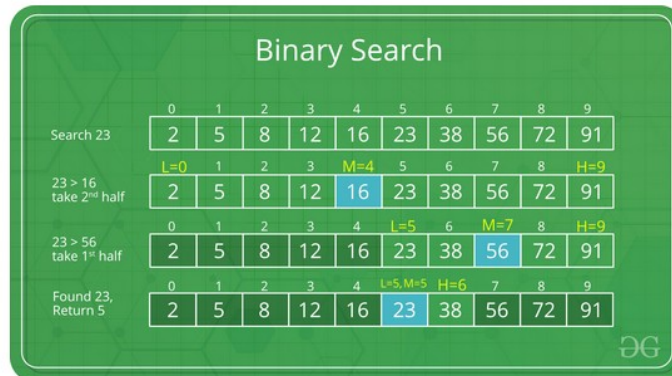 Binary Search
0 1 2 3 4 5 6 7 8 9
Search 23 2 5 8 12 16 23 38 56 72 91
L=0 1 2 3 M=4 5 6 7 8 H=9
23 > 16
take 2nd half
2 5 8 12 16 23 38 56 72 91
0 1 2 3 4 L=5 6 M=7 8 H=9
23 > 56
take 1st half
2 5 8 12 16 23 38 56 72 91
0 1 2 3 4 L=5, M=5 H=6 7 8 9
Found 23,
Return 5
2 5 8 12 16 23 38 56 72 91